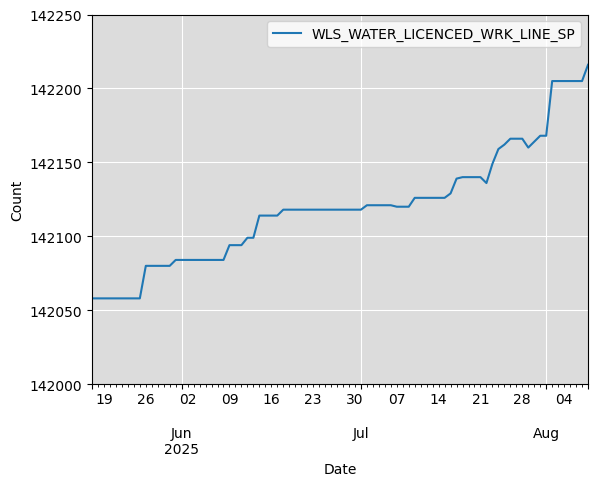 142250
WLS_WATER_LICENCED_WRK_LINE_SP
142200
142150
142100
142050
142000
Count
19 26 02 09 16 23 30 07 14 21 28 04
Jun Jul Aug
2025
Date